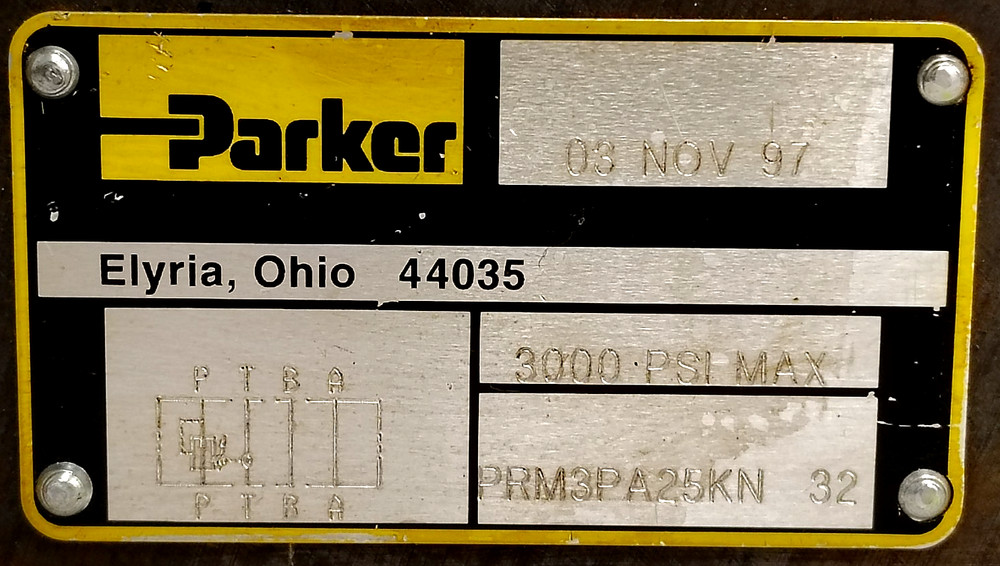 Parker
03 NOV 97
Elyria, Ohio 44035
3000 PSI MAX
P T B A
PRM3PA25KN 32
P T B A